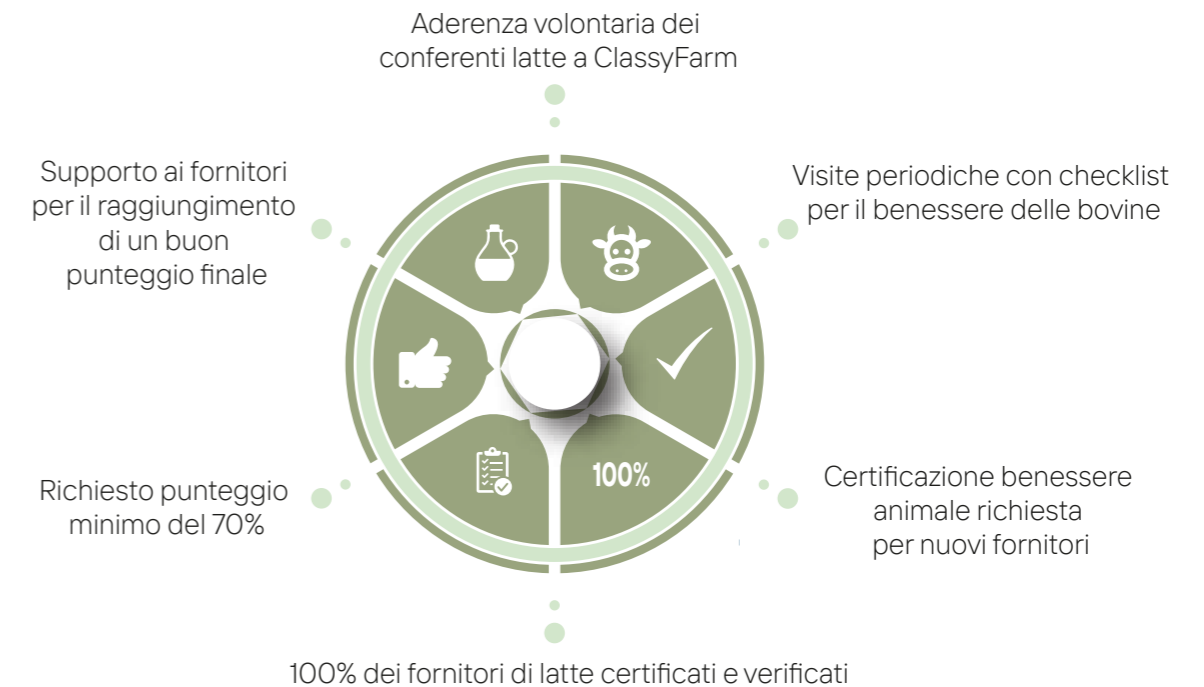 Aderenza volontaria dei
conferenti latte a ClassyFarm
Visite periodiche con checklist
per il benessere delle bovine
Certificazione benessere
animale richiesta
per nuovi fornitori
100% dei fornitori di latte certificati e verificati
Richiesto punteggio
minimo del 70%
Supporto ai fornitori
per il raggiungimento
di un buon
punteggio finale
100%